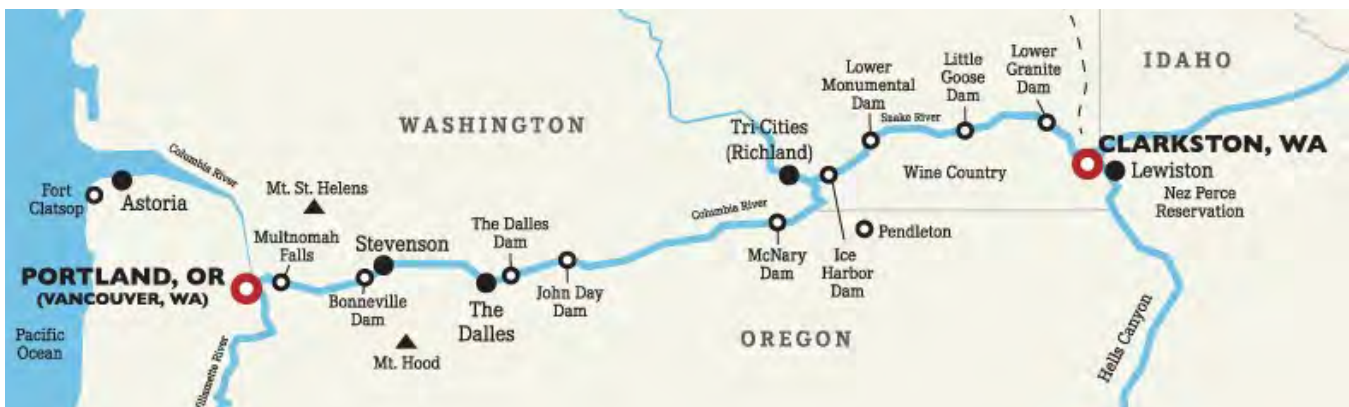 WASHINGTON
IDAHO
OREGON
Fort
Clatsop
Astoria
Columbia River
Mt. St. Helens
Multnomah
Falls
PORTLAND, OR
(VANCOUVER, WA)
Pacific
Ocean
Stevenson
Bonneville
Dam
Mt. Hood
The Dalles
Dam
The
Dalles
John Day
Dam
Columbia River
Tri Cities
(Richland)
McNary
Dam
Ice
Harbor
Dam
Pendleton
Lower
Monumental
Dam
Snake River
Little
Goose
Dam
Lower
Granite
Dam
Wine Country
CLARKSTON, WA
Lewiston
Nez Perce
Reservation
Hells Canyon
illamette River